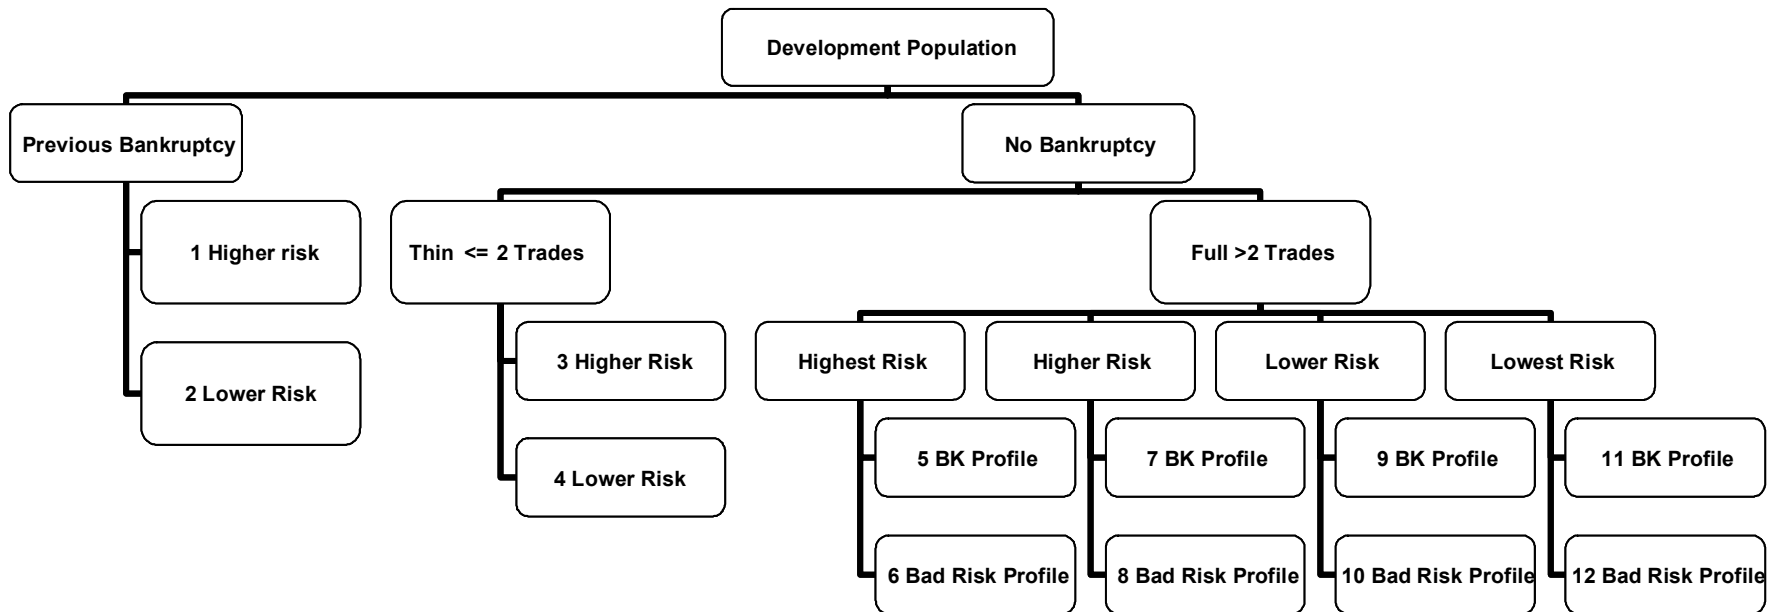 Development Population
Previous Bankruptcy
No Bankruptcy
1 Higher risk
Thin <= 2 Trades
Full >2 Trades
2 Lower Risk
3 Higher Risk
Highest Risk
Higher Risk
Lower Risk
Lowest Risk
4 Lower Risk
5 BK Profile
7 BK Profile
9 BK Profile
11 BK Profile
6 Bad Risk Profile
8 Bad Risk Profile
10 Bad Risk Profile
12 Bad Risk Profile